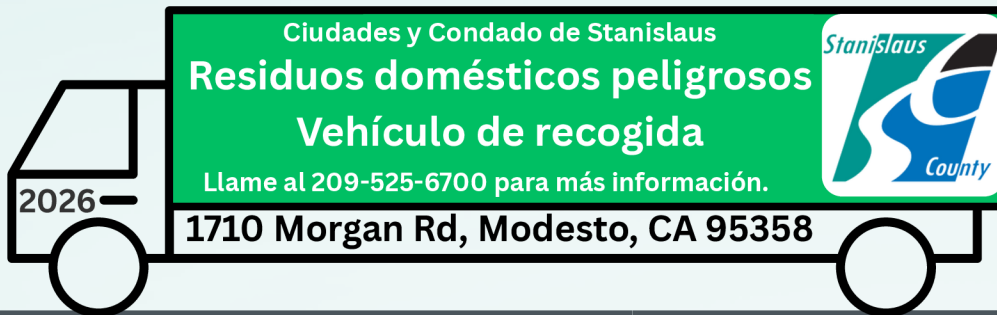 Ciudades y Condado de Stanislaus
Residuos domésticos peligrosos
Vehículo de recogida
Llame al 209-525-6700 para más información.
Stanislaus
County
2026
1710 Morgan Rd, Modesto, CA 95358